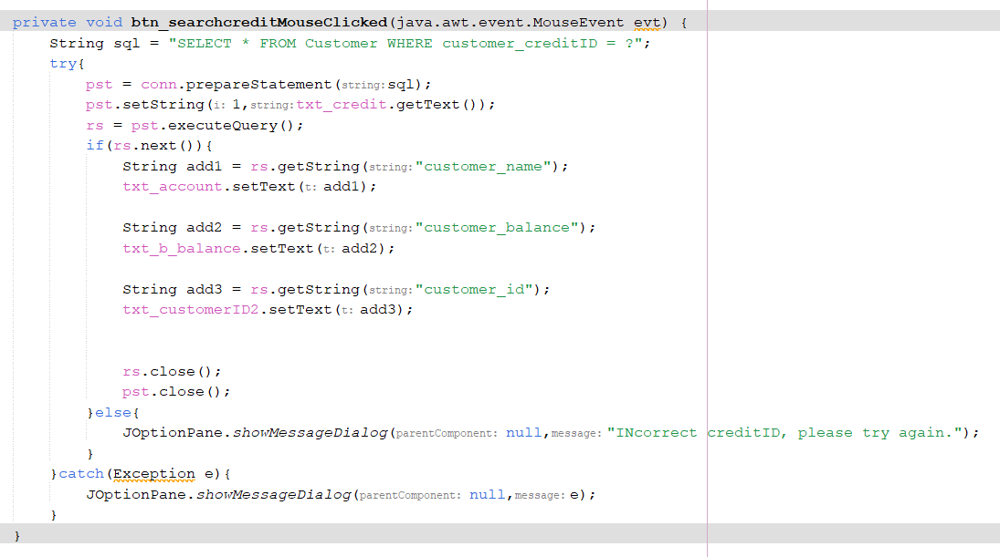 private void btn_searchcreditMouseClicked(java.awt.event.MouseEvent evt) {
String sql = "SELECT * FROM Customer WHERE customer_creditID = ?";
try{
pst = conn.prepareStatement(string:sql);
pst.setString(i: 1,string:txt_credit.getText());
rs = pst.executeQuery();
if(rs.next()){
String add1 = rs.getString(string:"customer_name");
txt_account.setText(t: add1);
String add2 = rs.getString(string:"customer_balance");
txt_b_balance.setText(t: add2);
String add3 = rs.getString(string:"customer_id");
txt_customerID2.setText(t: add3);
rs.close();
pst.close();
}else{
JOptionPane.showMessageDialog(parentComponent: null,message: "INcorrect creditID, please try again.");
}
}catch(Exception e){
JOptionPane.showMessageDialog(parentComponent: null,message: e);
}
}